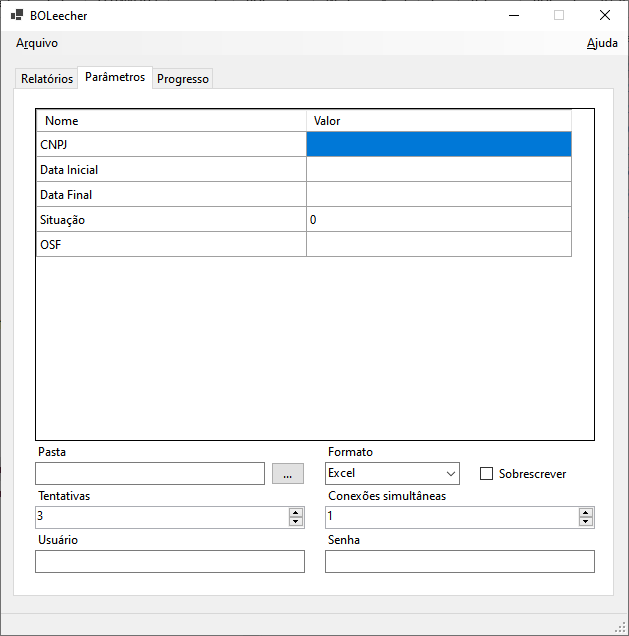 BOLeecher
Arquivo Ajuda
Relatórios Parâmetros Progresso
Nome Valor
CNPJ
Data Inicial
Data Final
Situação 0
OSF
Pasta Formato
... Excel Sobrescrever
Tentativas Conexões simultâneas
3 1
Usuário Senha